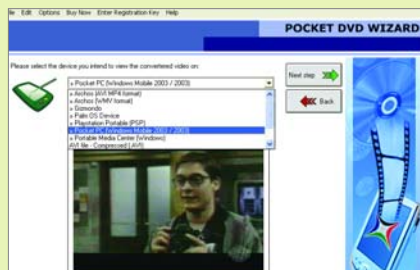 le Edit Options Buy Now Enter Registration Key Help
POCKET DVD WIZARD
Please select the device you intend to view the convertered video on:
» Pocket PC (Windows Mobile 2003 / 2003)
Next step
» Archos (AVI MP4 format)
» Archos (WMV format)
» Gizmondo
» Palm OS Device
» Playstation Portable (PSP)
» Pocket PC (Windows Mobile 2003 / 2003)
» Portable Media Center (Windows)
AVI file - Compressed (.AVI)
Back